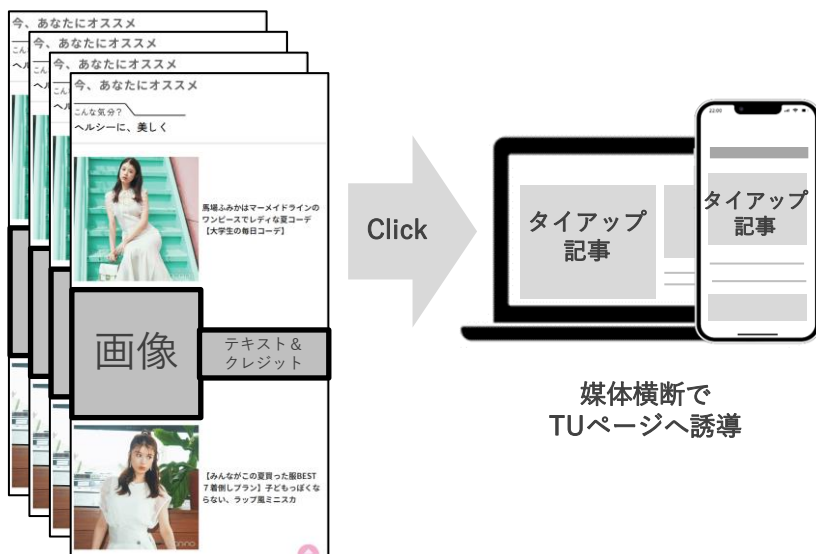 今、あなたにオススメ
今、あなたにオススメ
今、あなたにオススメ
今、あなたにオススメ
こんな気分?
ヘルシーに、美しく
馬場ふみかはマーメイドラインの
ワンピースでレディな夏コーデ
【大学生の毎日コーデ】
画像
テキスト&
クレジット
【みんながこの夏買った服BEST
7着倒しプラン】子どもっぽくな
らない、ラップ風ミニスカ
Click
タイアップ
記事
22:00
タイアップ
記事
媒体横断で
TUページへ誘導